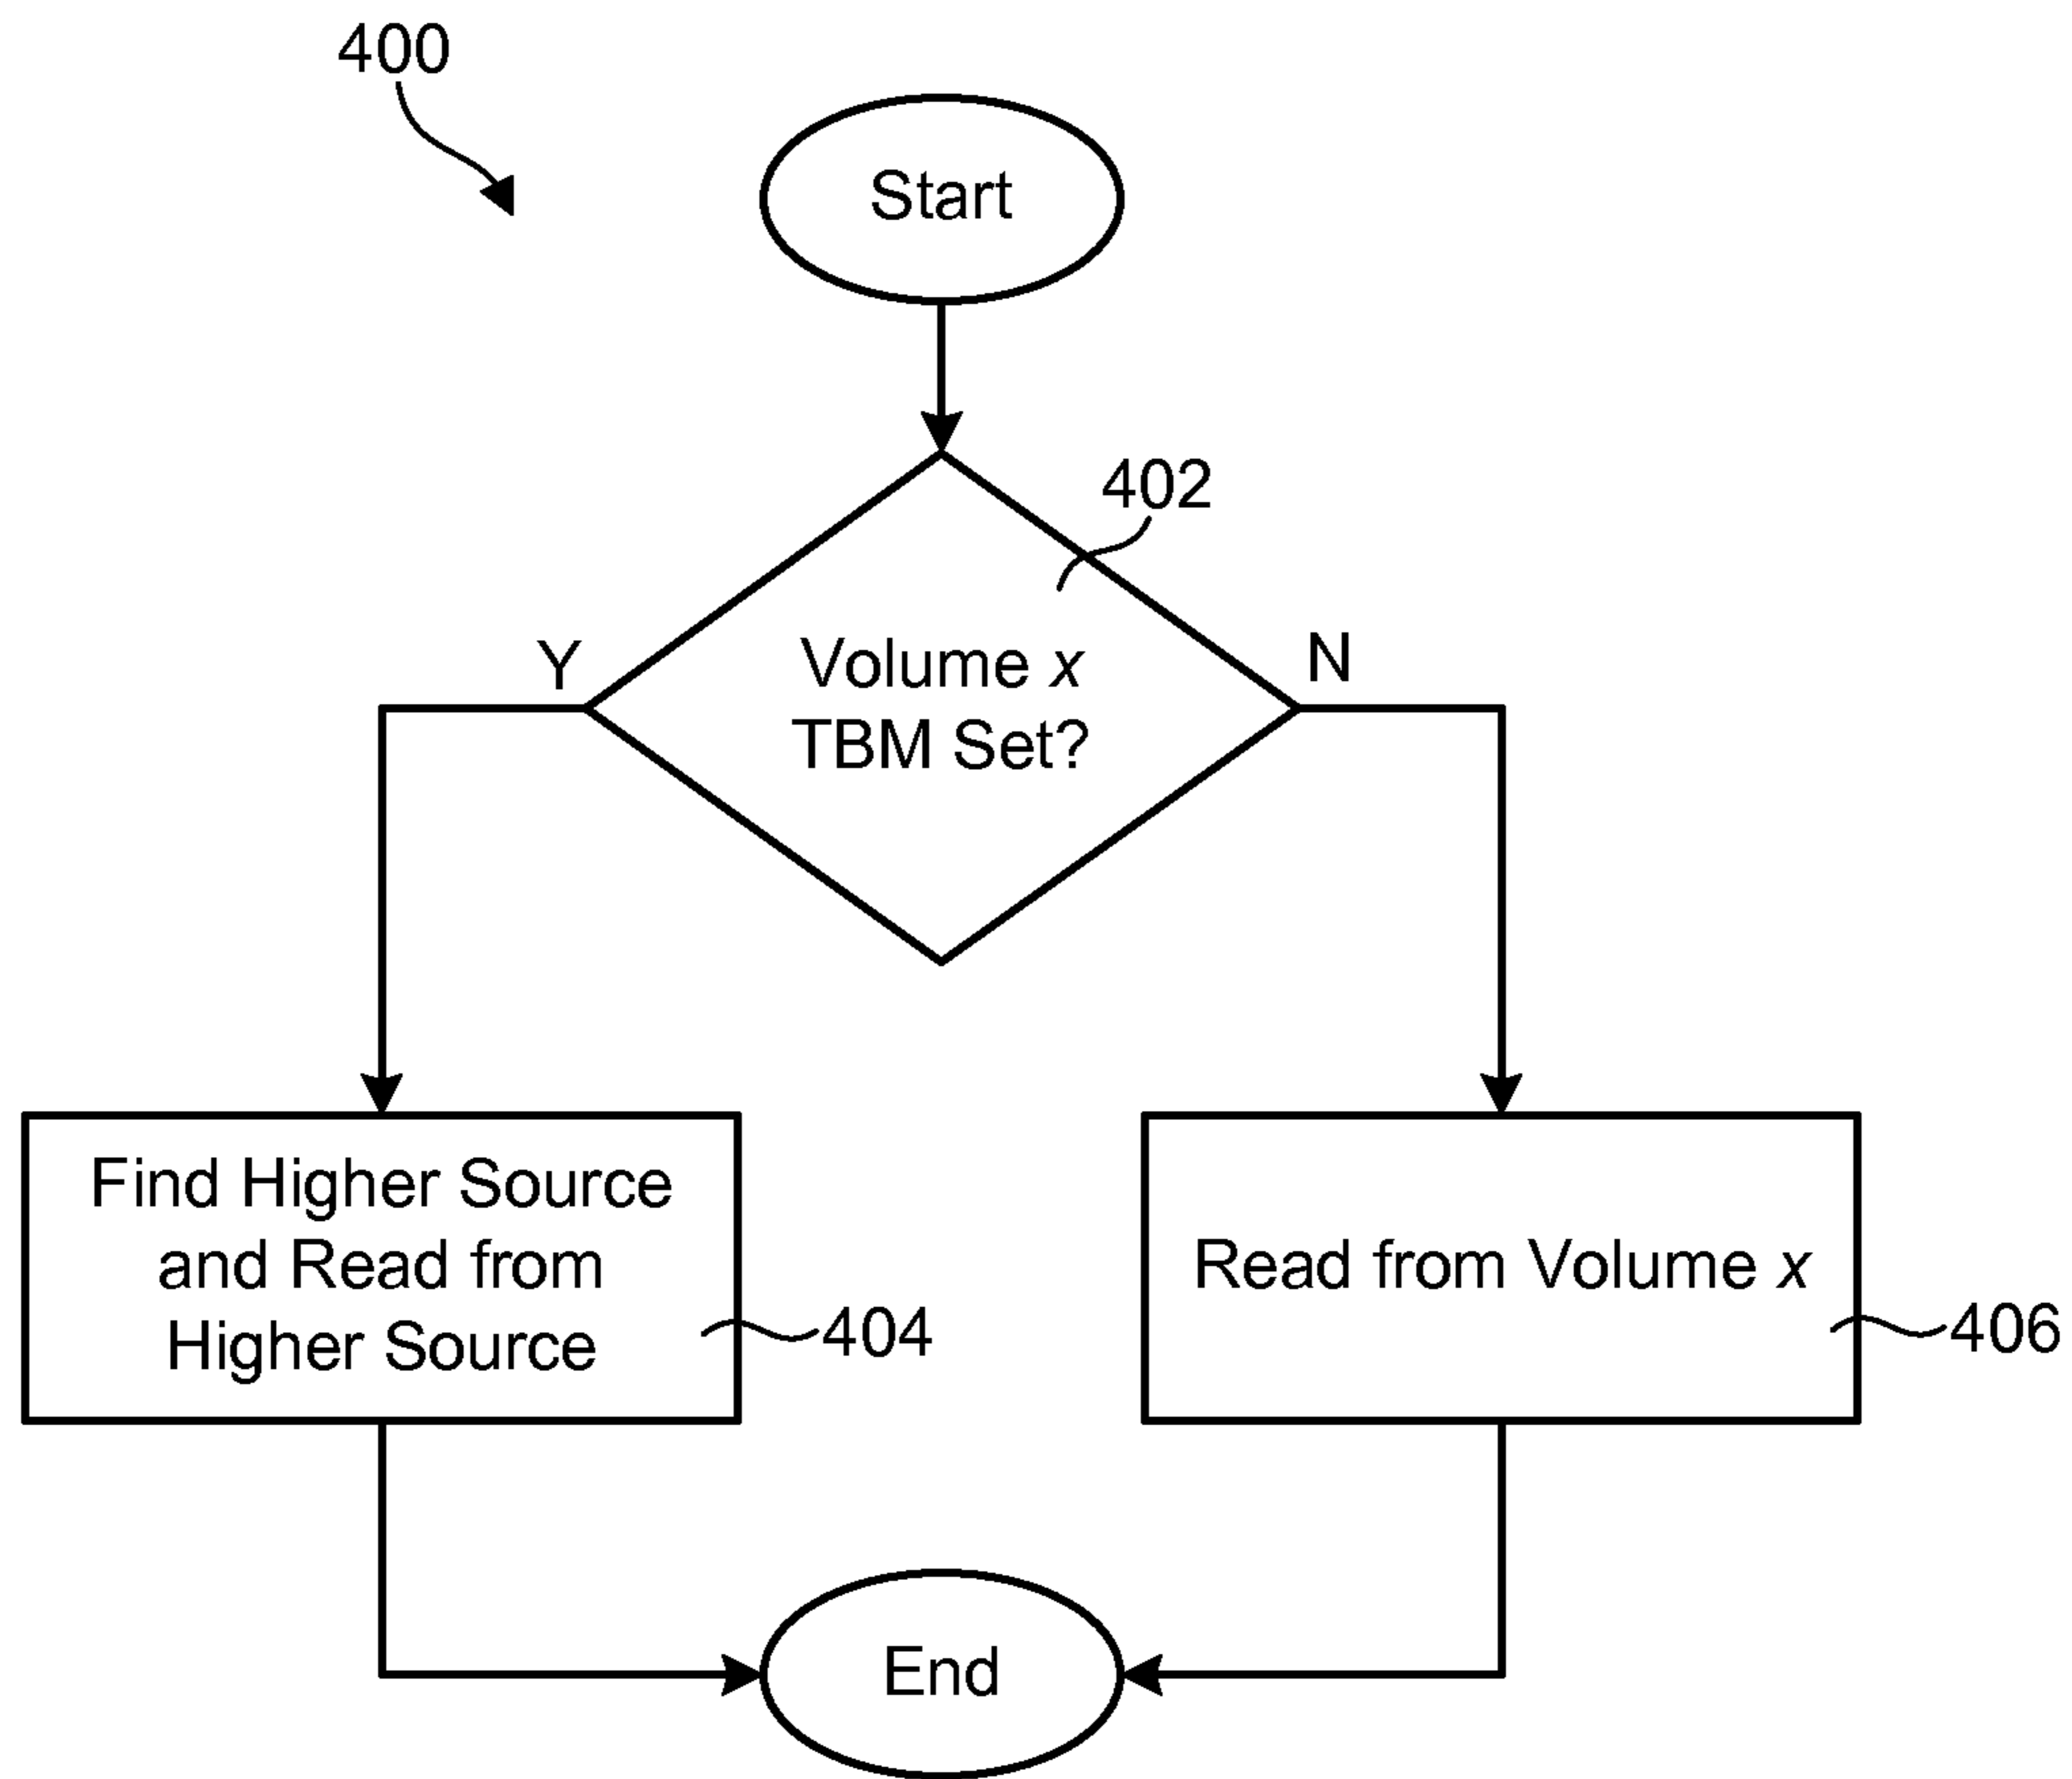 400
Start
402
Y
N
Volume x
TBM Set?
Find Higher Source
and Read from
Higher Source
404
Read from Volume x
406
End